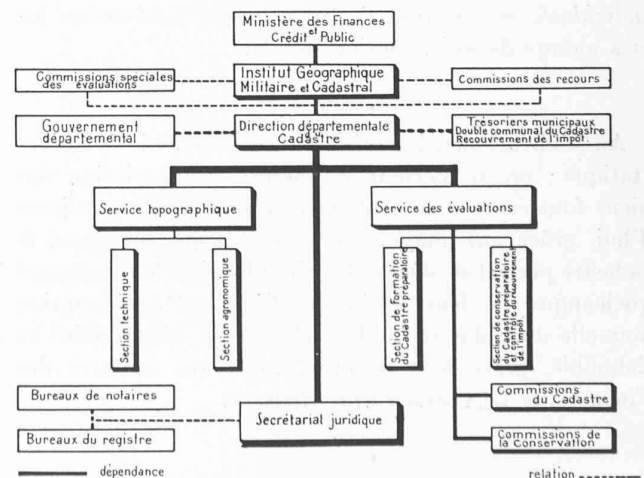 Ministère des Finances
et
Crédit Public
Commissions spéciales
des évaluations
Institut Géographique
Militaire et Cadastral
Commissions des recours
Gouvernement
départemental
Direction départementale
du
Cadastre
Trésoriers municipaux
Double communal du Cadastre
Recouvrement de l'impôt
Service topographique
Service des évaluations
Section technique
Section agronomique
Section de formation
du Cadastre préparatoire
Section de conservation
du Cadastre préparatoire
et contrôle du recouvrement
de l'impôt
Bureaux de notaires
Bureaux du registre
Secrétariat juridique
Commissions
du Cadastre
Commissions de
la Conservation
dépendance
relation